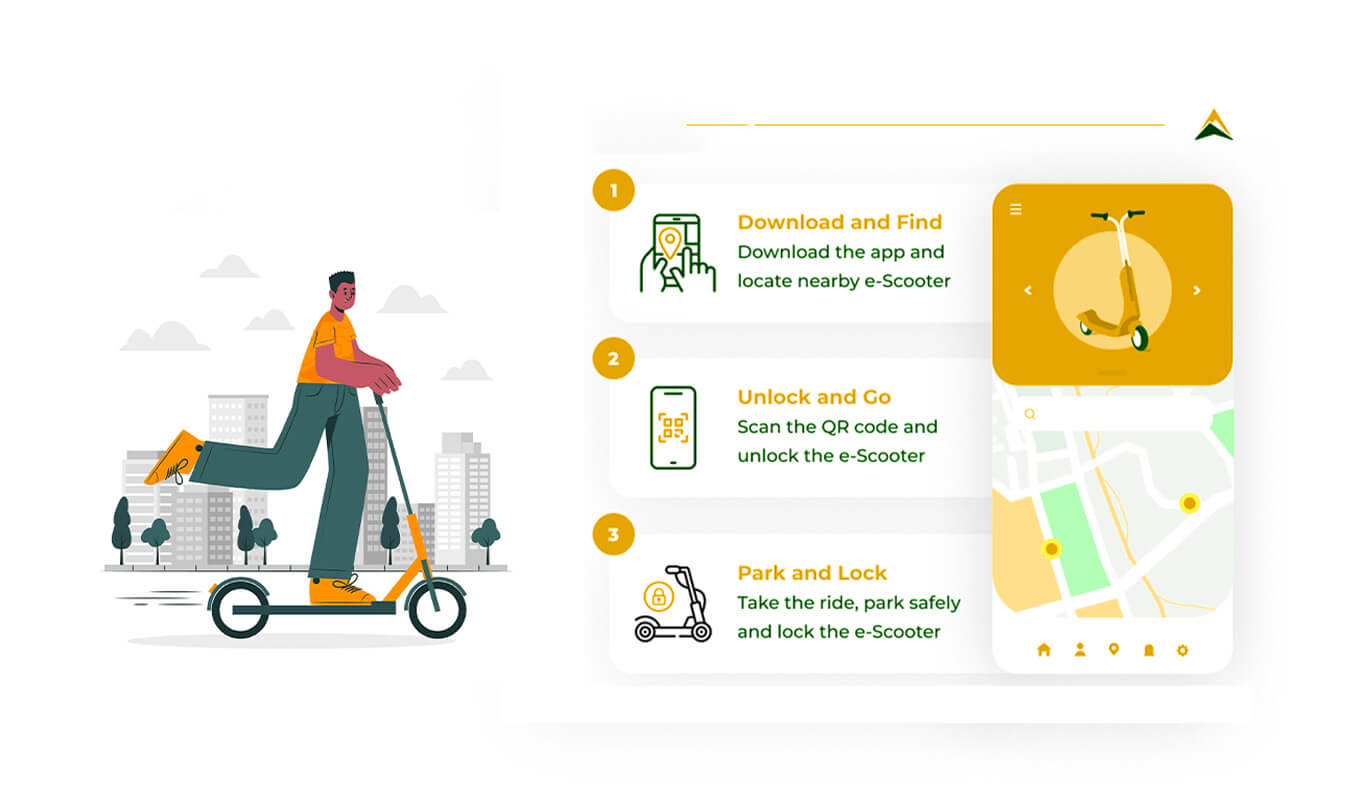 1
Download and Find
Download the app and
locate nearby e-Scooter
2
Unlock and Go
Scan the QR code and
unlock the e-Scooter
3
Park and Lock
Take the ride, park safely
and lock the e-Scooter